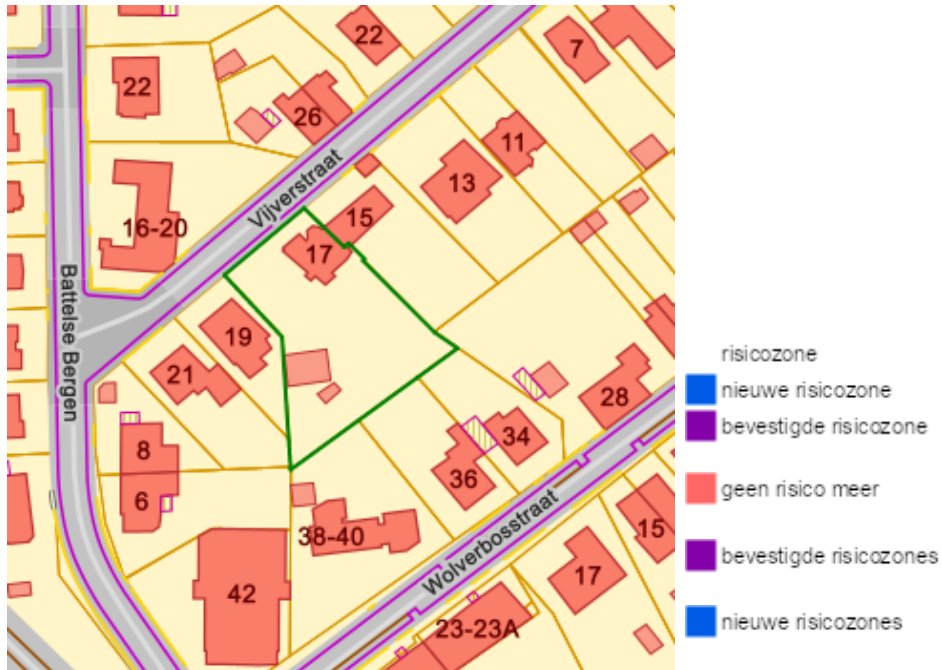 22
7
22
26
11
13
Vijverstraat
16-20
15
17
Battelse Bergen
19
21
28
8
34
36
6
Wolverbosstraat
15
38-40
17
42
23-23A
risicozone
nieuwe risicozone
bevestigde risicozone
geen risico meer
bevestigde risicozones
nieuwe risicozones